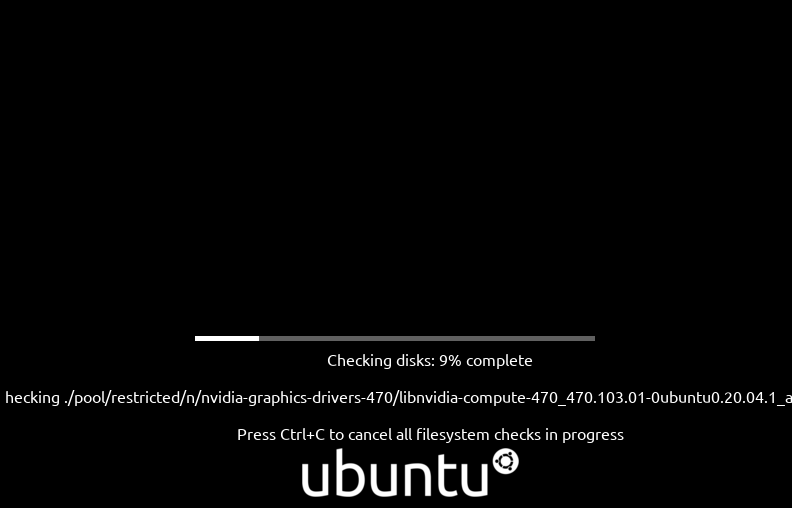 Checking disks: 9% complete
hecking ./pool/restricted/n/nvidia-graphics-drivers-470/libnvidia-compute-470_470.103.01-0ubuntu0.20.04.1_a
Press Ctrl+C to cancel all filesystem checks in progress
ubuntu